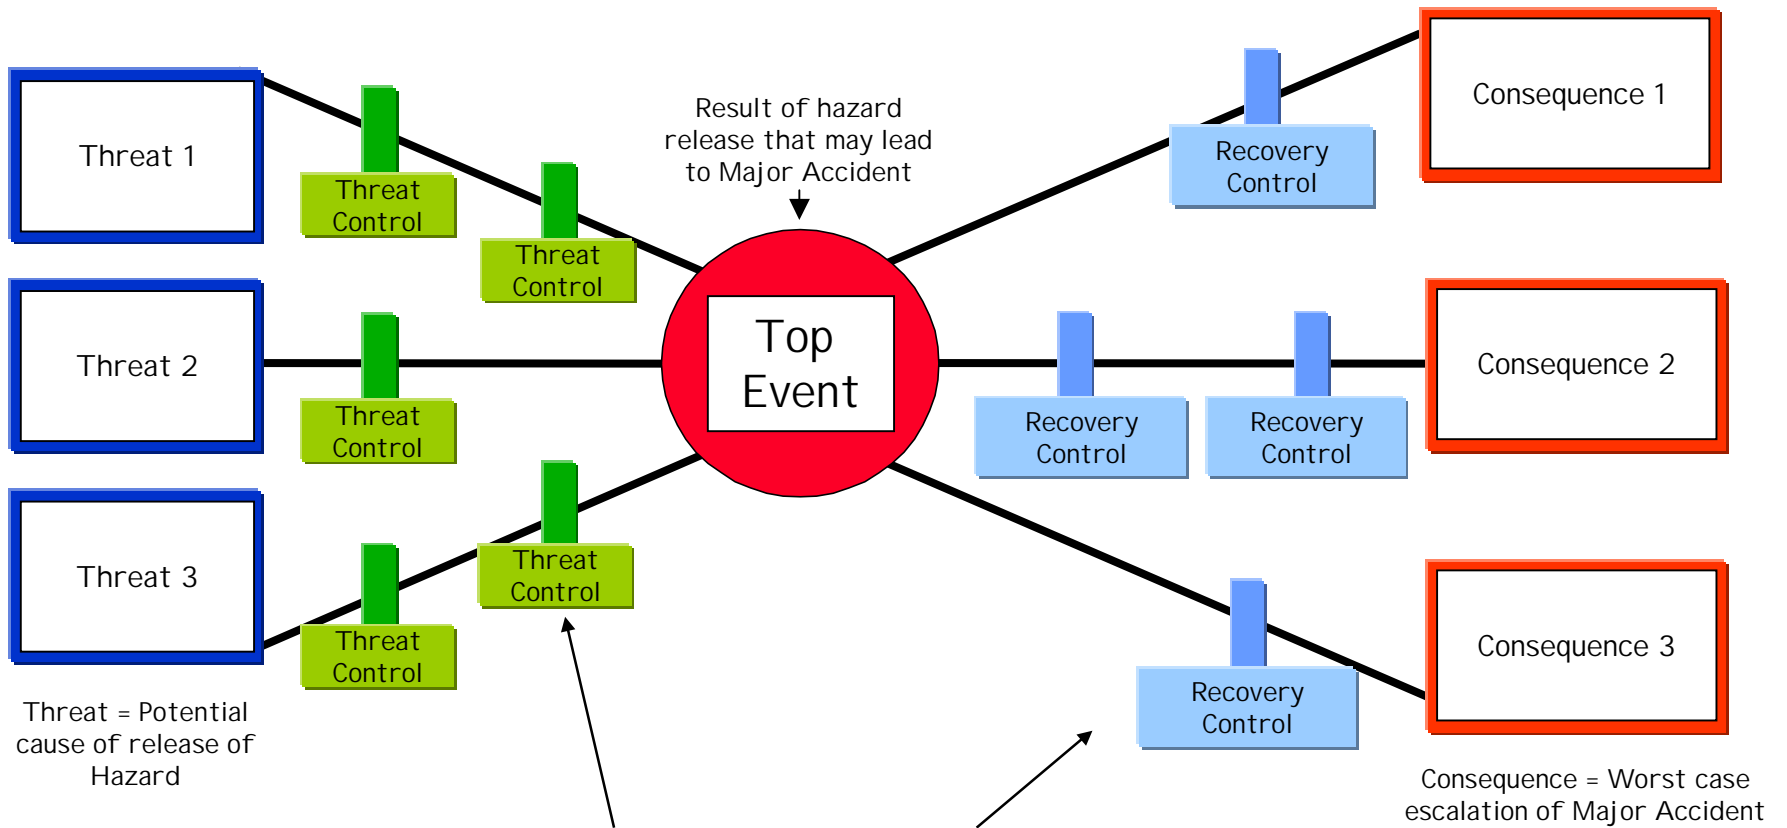 Threat 1
Threat
Control
Threat
Control
Result of hazard
release that may lead
to Major Accident
Recovery
Control
Consequence 1
Threat 2
Threat
Control
Top
Event
Recovery
Control
Recovery
Control
Consequence 2
Threat 3
Threat
Control
Threat
Control
Recovery
Control
Consequence 3
Threat = Potential
cause of release of
Hazard
Consequence = Worst case
escalation of Major Accident